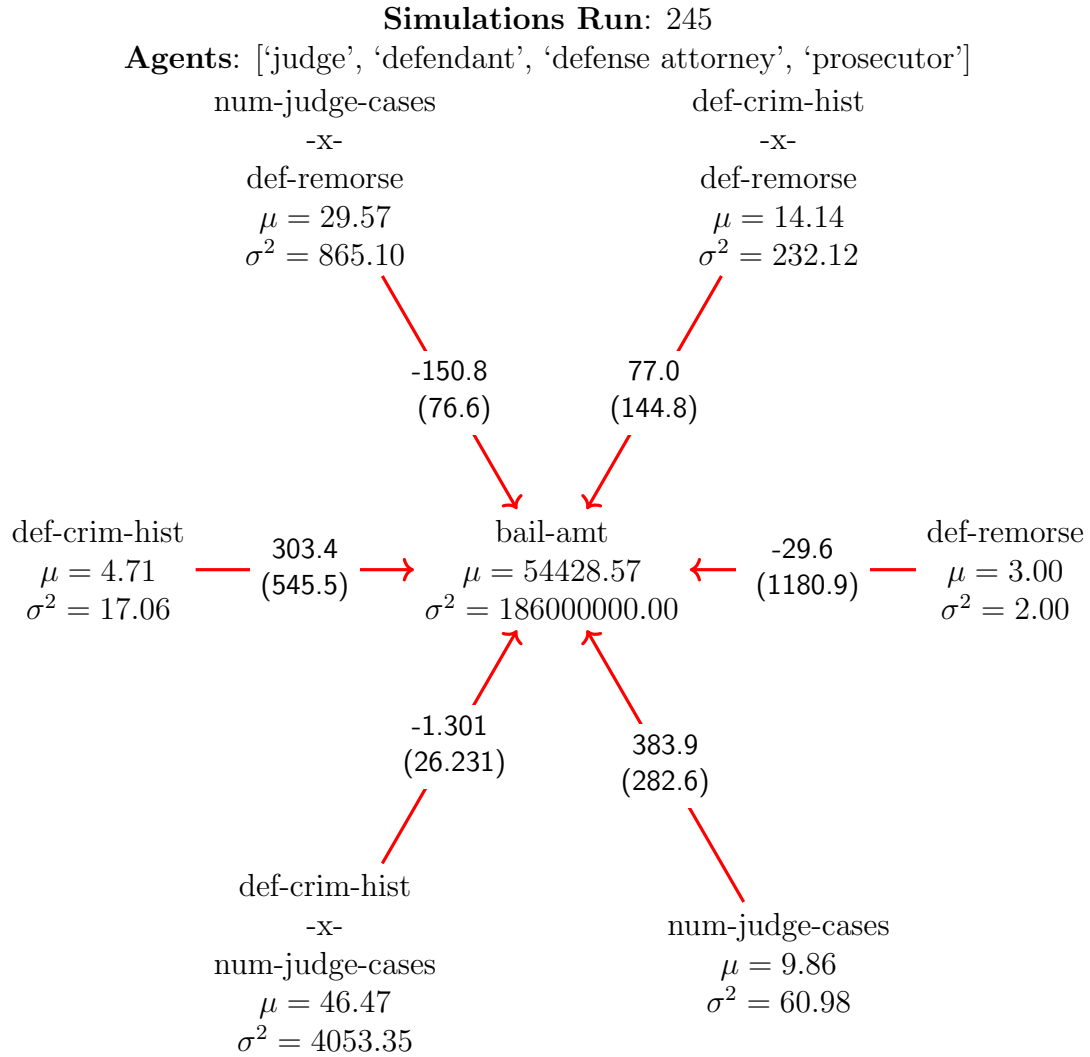 Simulations Run: 245
Agents: [‘judge’, ‘defendant’, ‘defense attorney’, ‘prosecutor’]
num-judge-cases
-x-
def-remorse
μ = 29.57
σ² = 865.10
def-crim-hist
-x-
def-remorse
μ = 14.14
σ² = 232.12
-150.8
(76.6)
77.0
(144.8)
def-crim-hist
μ = 4.71
σ² = 17.06
303.4
(545.5)
bail-amt
μ = 54428.57
σ² = 186000000.00
-29.6
(1180.9)
def-remorse
μ = 3.00
σ² = 2.00
-1.301
(26.231)
383.9
(282.6)
def-crim-hist
-x-
num-judge-cases
μ = 46.47
σ² = 4053.35
num-judge-cases
μ = 9.86
σ² = 60.98